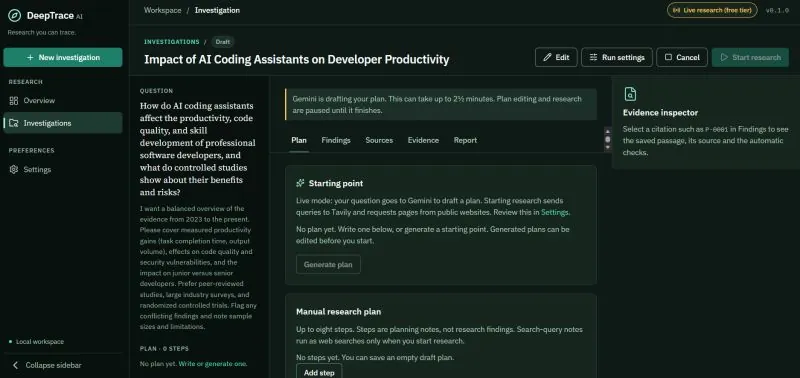 DeepTrace AI
Research you can trace.
+ New investigation
RESEARCH
Overview
Investigations
PREFERENCES
Settings
Local workspace
Collapse sidebar
Workspace / Investigation
Live research (free tier)
v0.1.0
INVESTIGATIONS / Draft
Impact of AI Coding Assistants on Developer Productivity
Edit
Run settings
Cancel
Start research
QUESTION
How do AI coding
assistants
affect the productivity, code
quality, and skill
development of professional
software developers, and
what do controlled studies
show about their benefits
and risks?
I want a balanced overview of the
evidence from 2023 to the present.
Please cover measured productivity
gains (task completion time, output
volume), effects on code quality and
security vulnerabilities, and the
impact on junior versus senior
developers. Prefer peer-reviewed
studies, large industry surveys, and
randomized controlled trials. Flag any
conflicting findings and note sample
sizes and limitations.
PLAN · 0 STEPS
No plan yet. Write or generate one.
Gemini is drafting your plan. This can take up to 2½ minutes. Plan editing and research
are paused until it finishes.
Plan
Findings
Sources
Evidence
Report
Starting point
Live mode: your question goes to Gemini to draft a plan. Starting research sends
queries to Tavily and requests pages from public websites. Review this in Settings.
No plan yet. Write one below, or generate a starting point. Generated plans can be
edited before you start.
Generate plan
Manual research plan
Up to eight steps. Steps are planning notes, not research findings. Search-query notes
run as web searches only when you start research.
No steps yet. You can save an empty draft plan.
Add step
Evidence inspector
Select a citation such as P-0001 in Findings to see
the saved passage, its source and the automatic
checks.